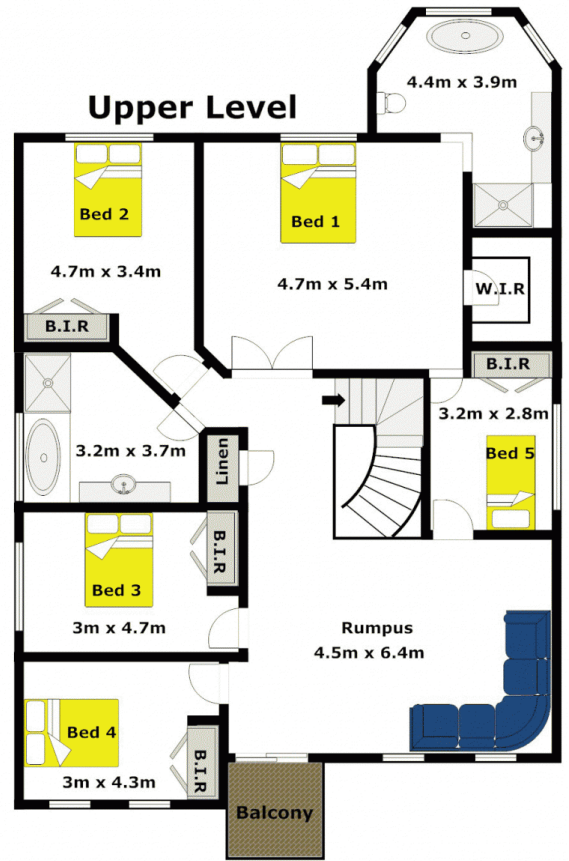 4.4m x 3.9m
Upper Level
Bed 2
Bed 1
4.7m x 3.4m
4.7m x 5.4m
W.I.R
B.I.R
B.I.R
3.2m x 2.8m
3.2m x 3.7m
Linen
Bed 5
B.I.R
Bed 3
3m x 4.7m
Rumpus
4.5m x 6.4m
Bed 4
B.I.R
3m x 4.3m
Balcony